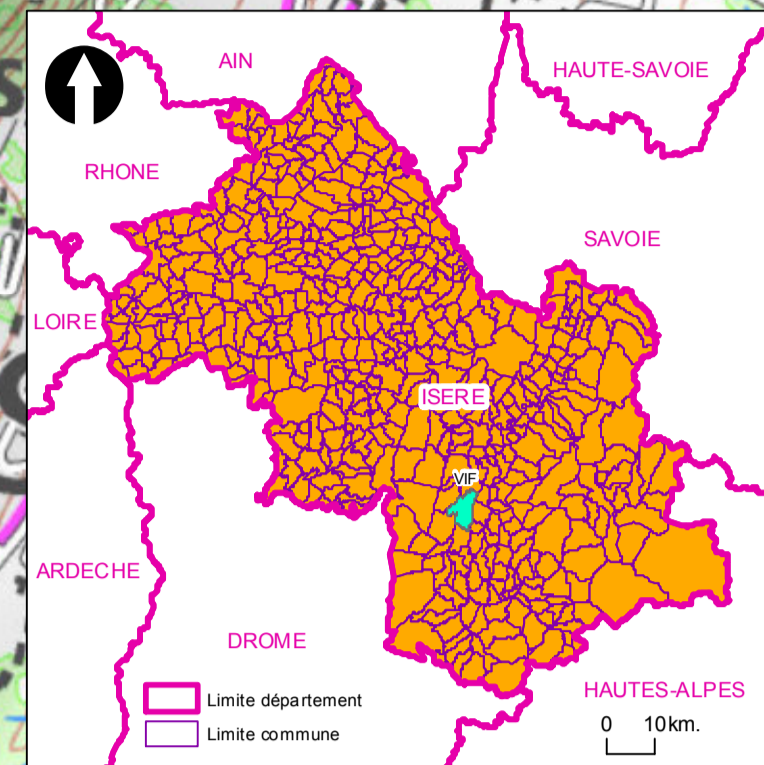 AIN
HAUTE-SAVOIE
RHONE
SAVOIE
LOIRE
ISERE
VIF
ARDECHE
DROME
HAUTES-ALPES
Limite département
Limite commune
0 10km.